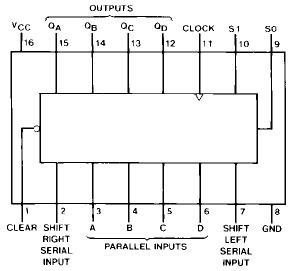 OUTPUTS
VCC QA QB QC QD CLOCK S1 S0
16 15 14 13 12 11 10 9
1 2 3 4 5 6 7 8
CLEAR SHIFT A B C D SHIFT GND
RIGHT LEFT
SERIAL PARALLEL INPUTS SERIAL
INPUT INPUT